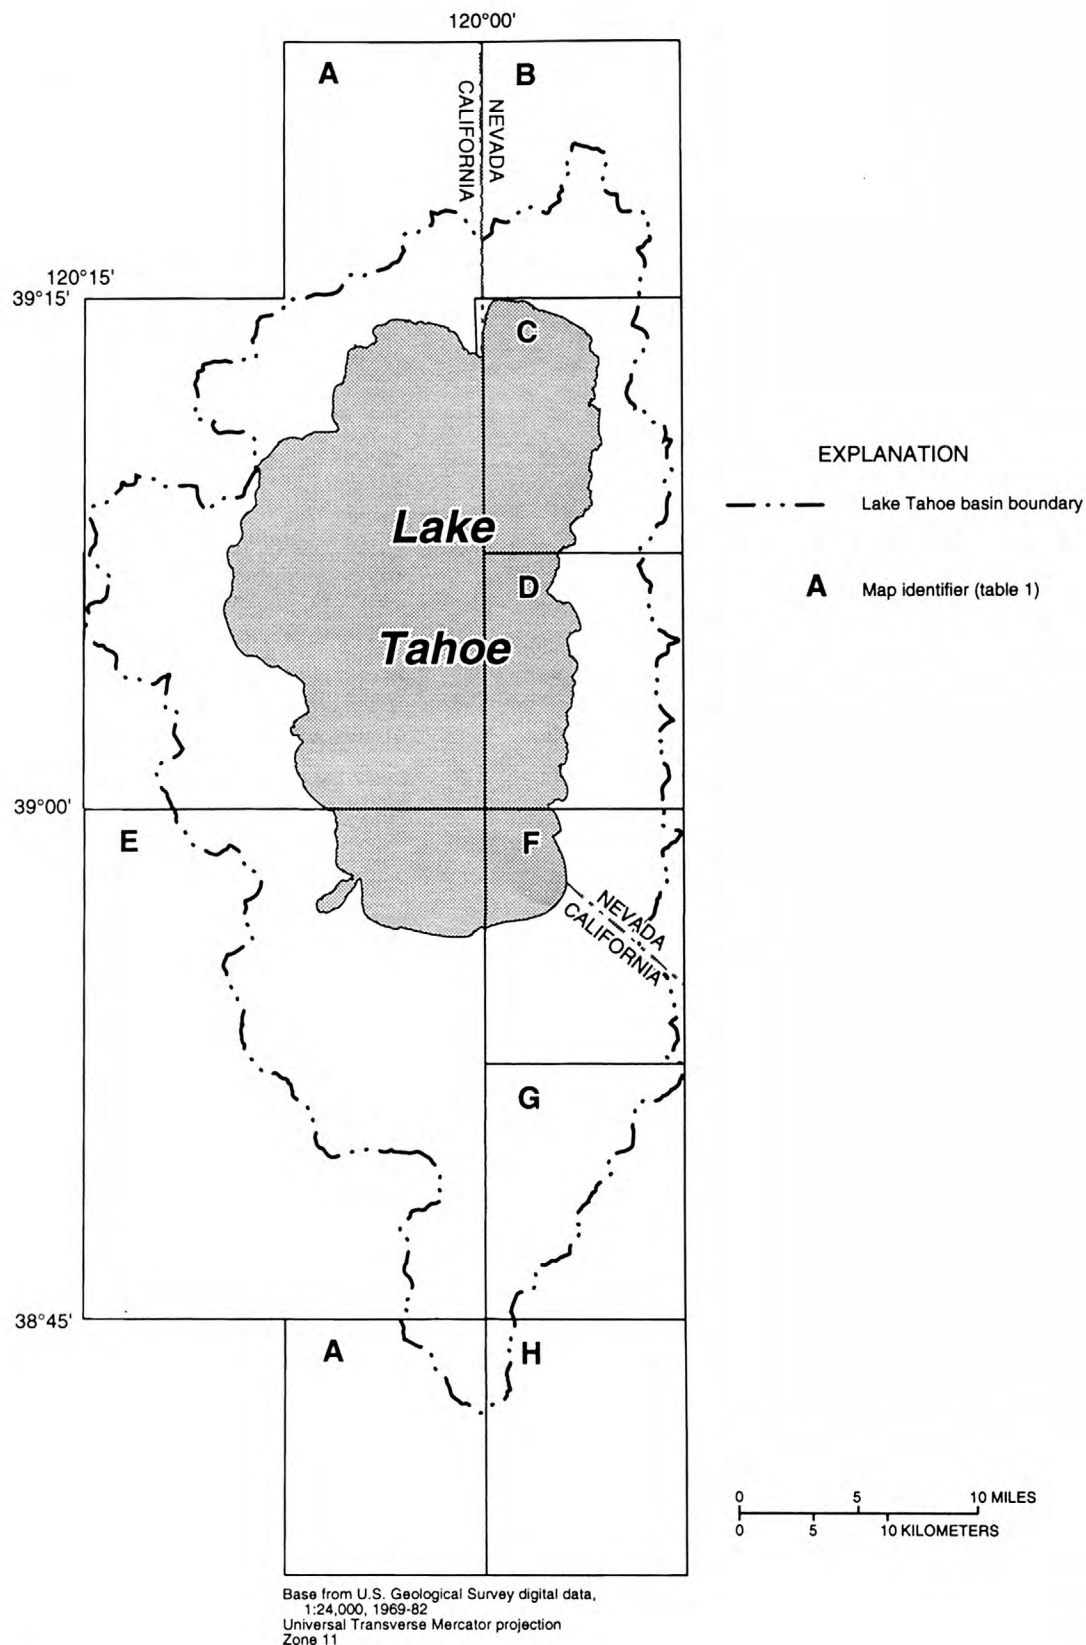 120°00'
A
B
CALIFORNIA
NEVADA
120°15'
39°15'
C
EXPLANATION
Lake Tahoe basin boundary
Lake
D
A Map identifier (table 1)
Tahoe
39°00'
E
F
NEVADA
CALIFORNIA
G
38°45'
A
H
0 5 10 MILES
0 5 10 KILOMETERS
Base from U.S. Geological Survey digital data,
1:24,000, 1969-82
Universal Transverse Mercator projection
Zone 11